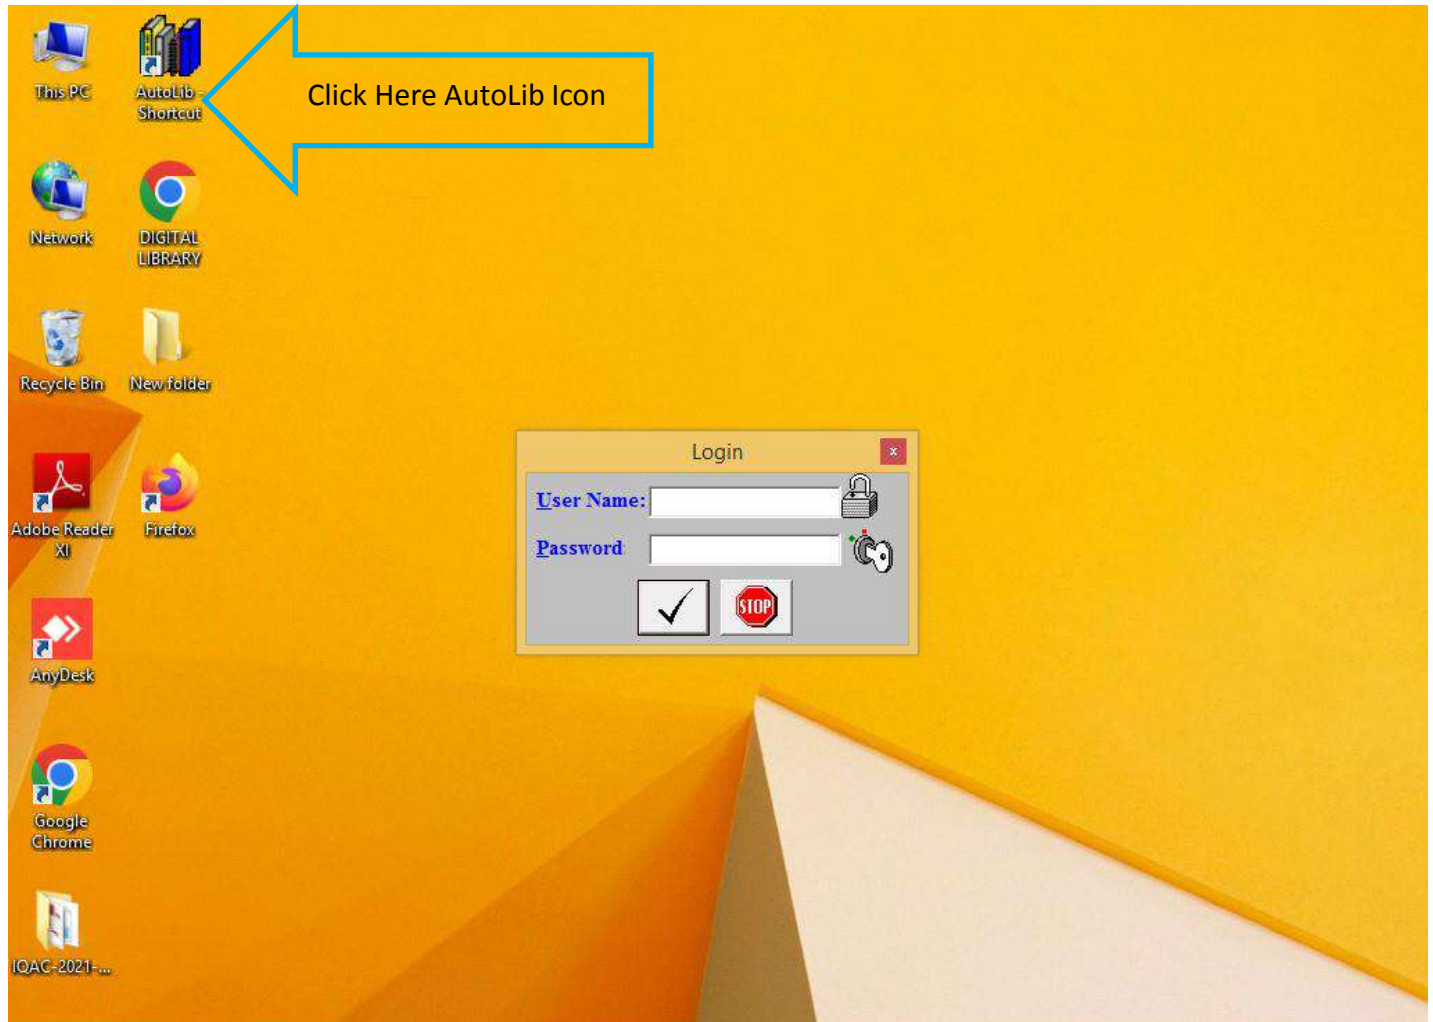 This PC
AutoLib -
Shortcut
Click Here AutoLib Icon
Network
DIGITAL
LIBRARY
Recycle Bin
New folder
Login
User Name:
Password
STOP
Adobe Reader
XI
Firefox
AnyDesk
Google
Chrome
IQAC-2021-...